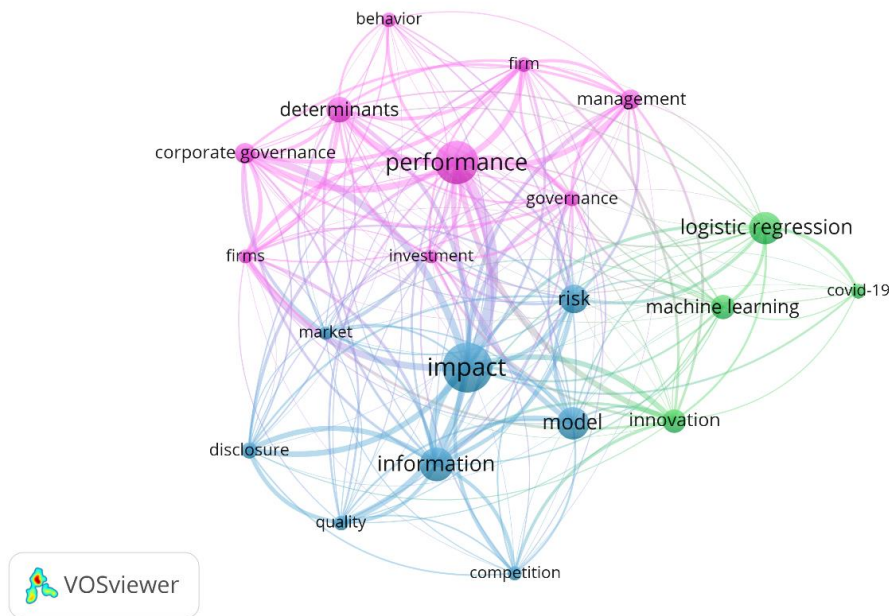 behavior
firm
management
determinants
corporate governance
performance
governance
logistic regression
firms
investment
covid-19
risk
machine learning
market
impact
innovation
model
disclosure
information
quality
competition
VOSviewer